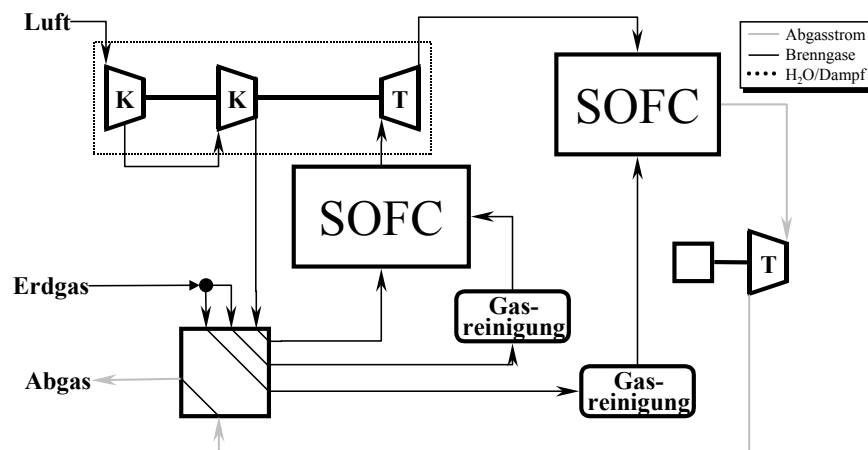 Luft
K
K
T
SOFC
Abgasstrom
Brenngase
H₂O/Dampf
SOFC
T
Erdgas
Gas-
reinigung
Abgas
Gas-
reinigung